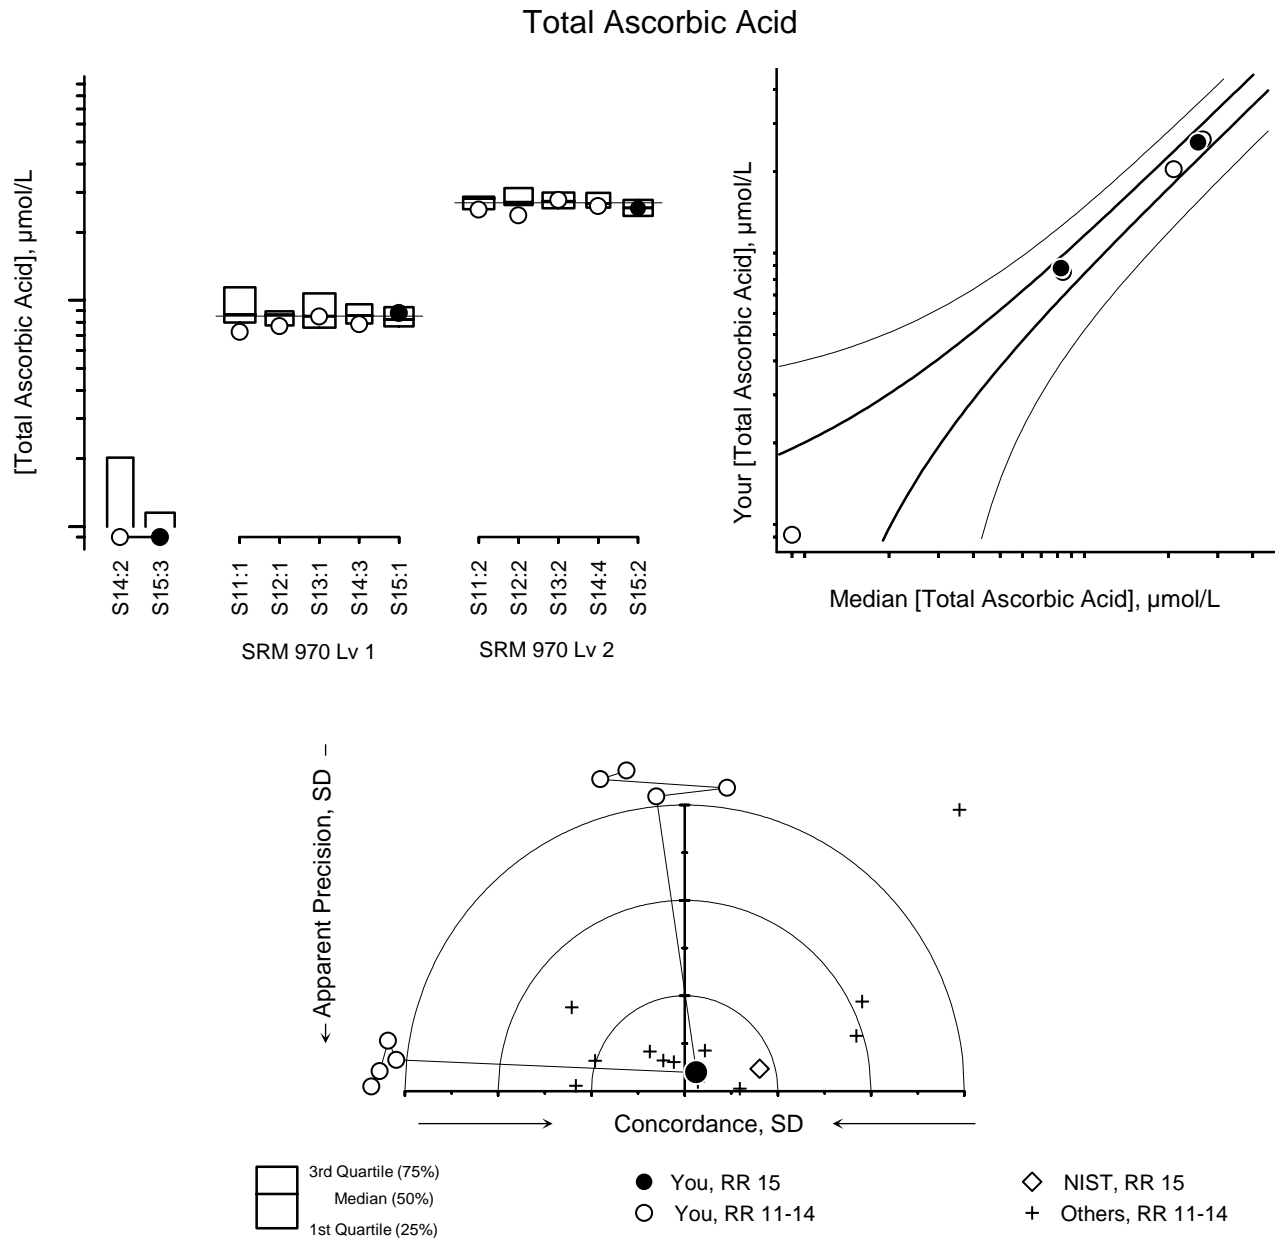 Total Ascorbic Acid
[Total Ascorbic Acid], µmol/L
S14:2
S15:3
S11:1
S12:1
S13:1
S14:3
S15:1
S11:2
S12:2
S13:2
S14:4
S15:2
SRM 970 Lv 1
SRM 970 Lv 2
Your [Total Ascorbic Acid], µmol/L
Median [Total Ascorbic Acid], µmol/L
← Apparent Precision, SD –
Concordance, SD
3rd Quartile (75%)
Median (50%)
1st Quartile (25%)
You, RR 15
You, RR 11-14
NIST, RR 15
Others, RR 11-14